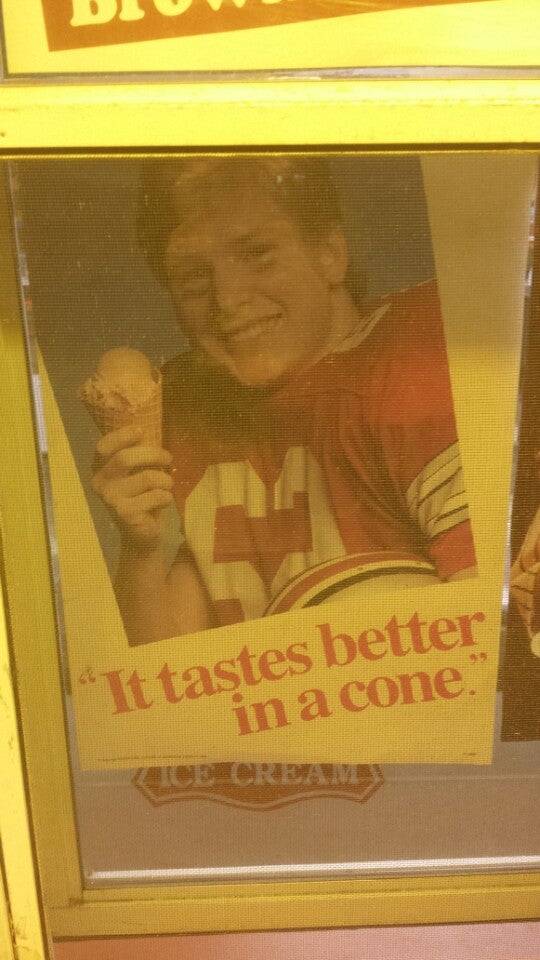 "It tastes better
in a cone."
ICE CREAM